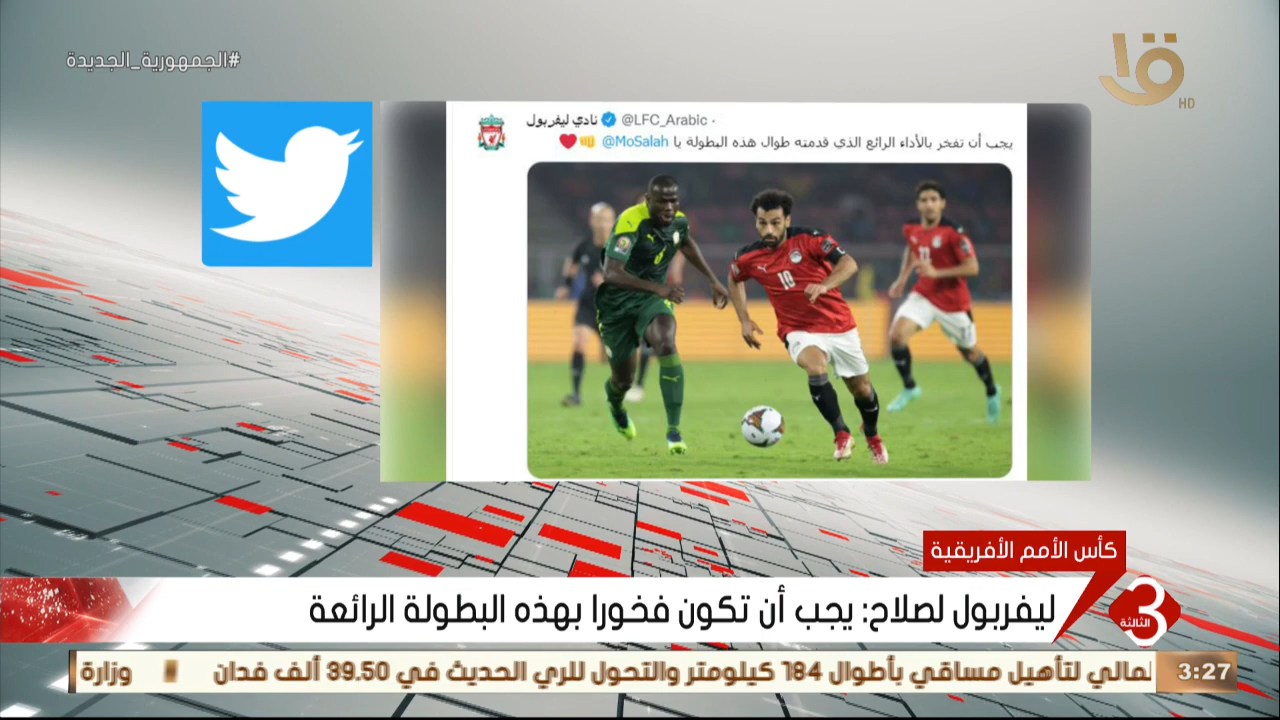 #الجمهورية_الجديدة
HD
نادي ليفربول @LFC_Arabic ·
يجب أن تفخر بالأداء الرائع الذي قدمته طوال هذه البطولة يا @MoSalah
10
كأس الأمم الأفريقية
ليفربول لصلاح: يجب أن تكون فخورا بهذه البطولة الرائعة
3
الثالثة
3:27
لمالي لتأهيل مساقي بأطوال 184 كيلومتر والتحول للري الحديث في 39.50 ألف فدان
وزارة